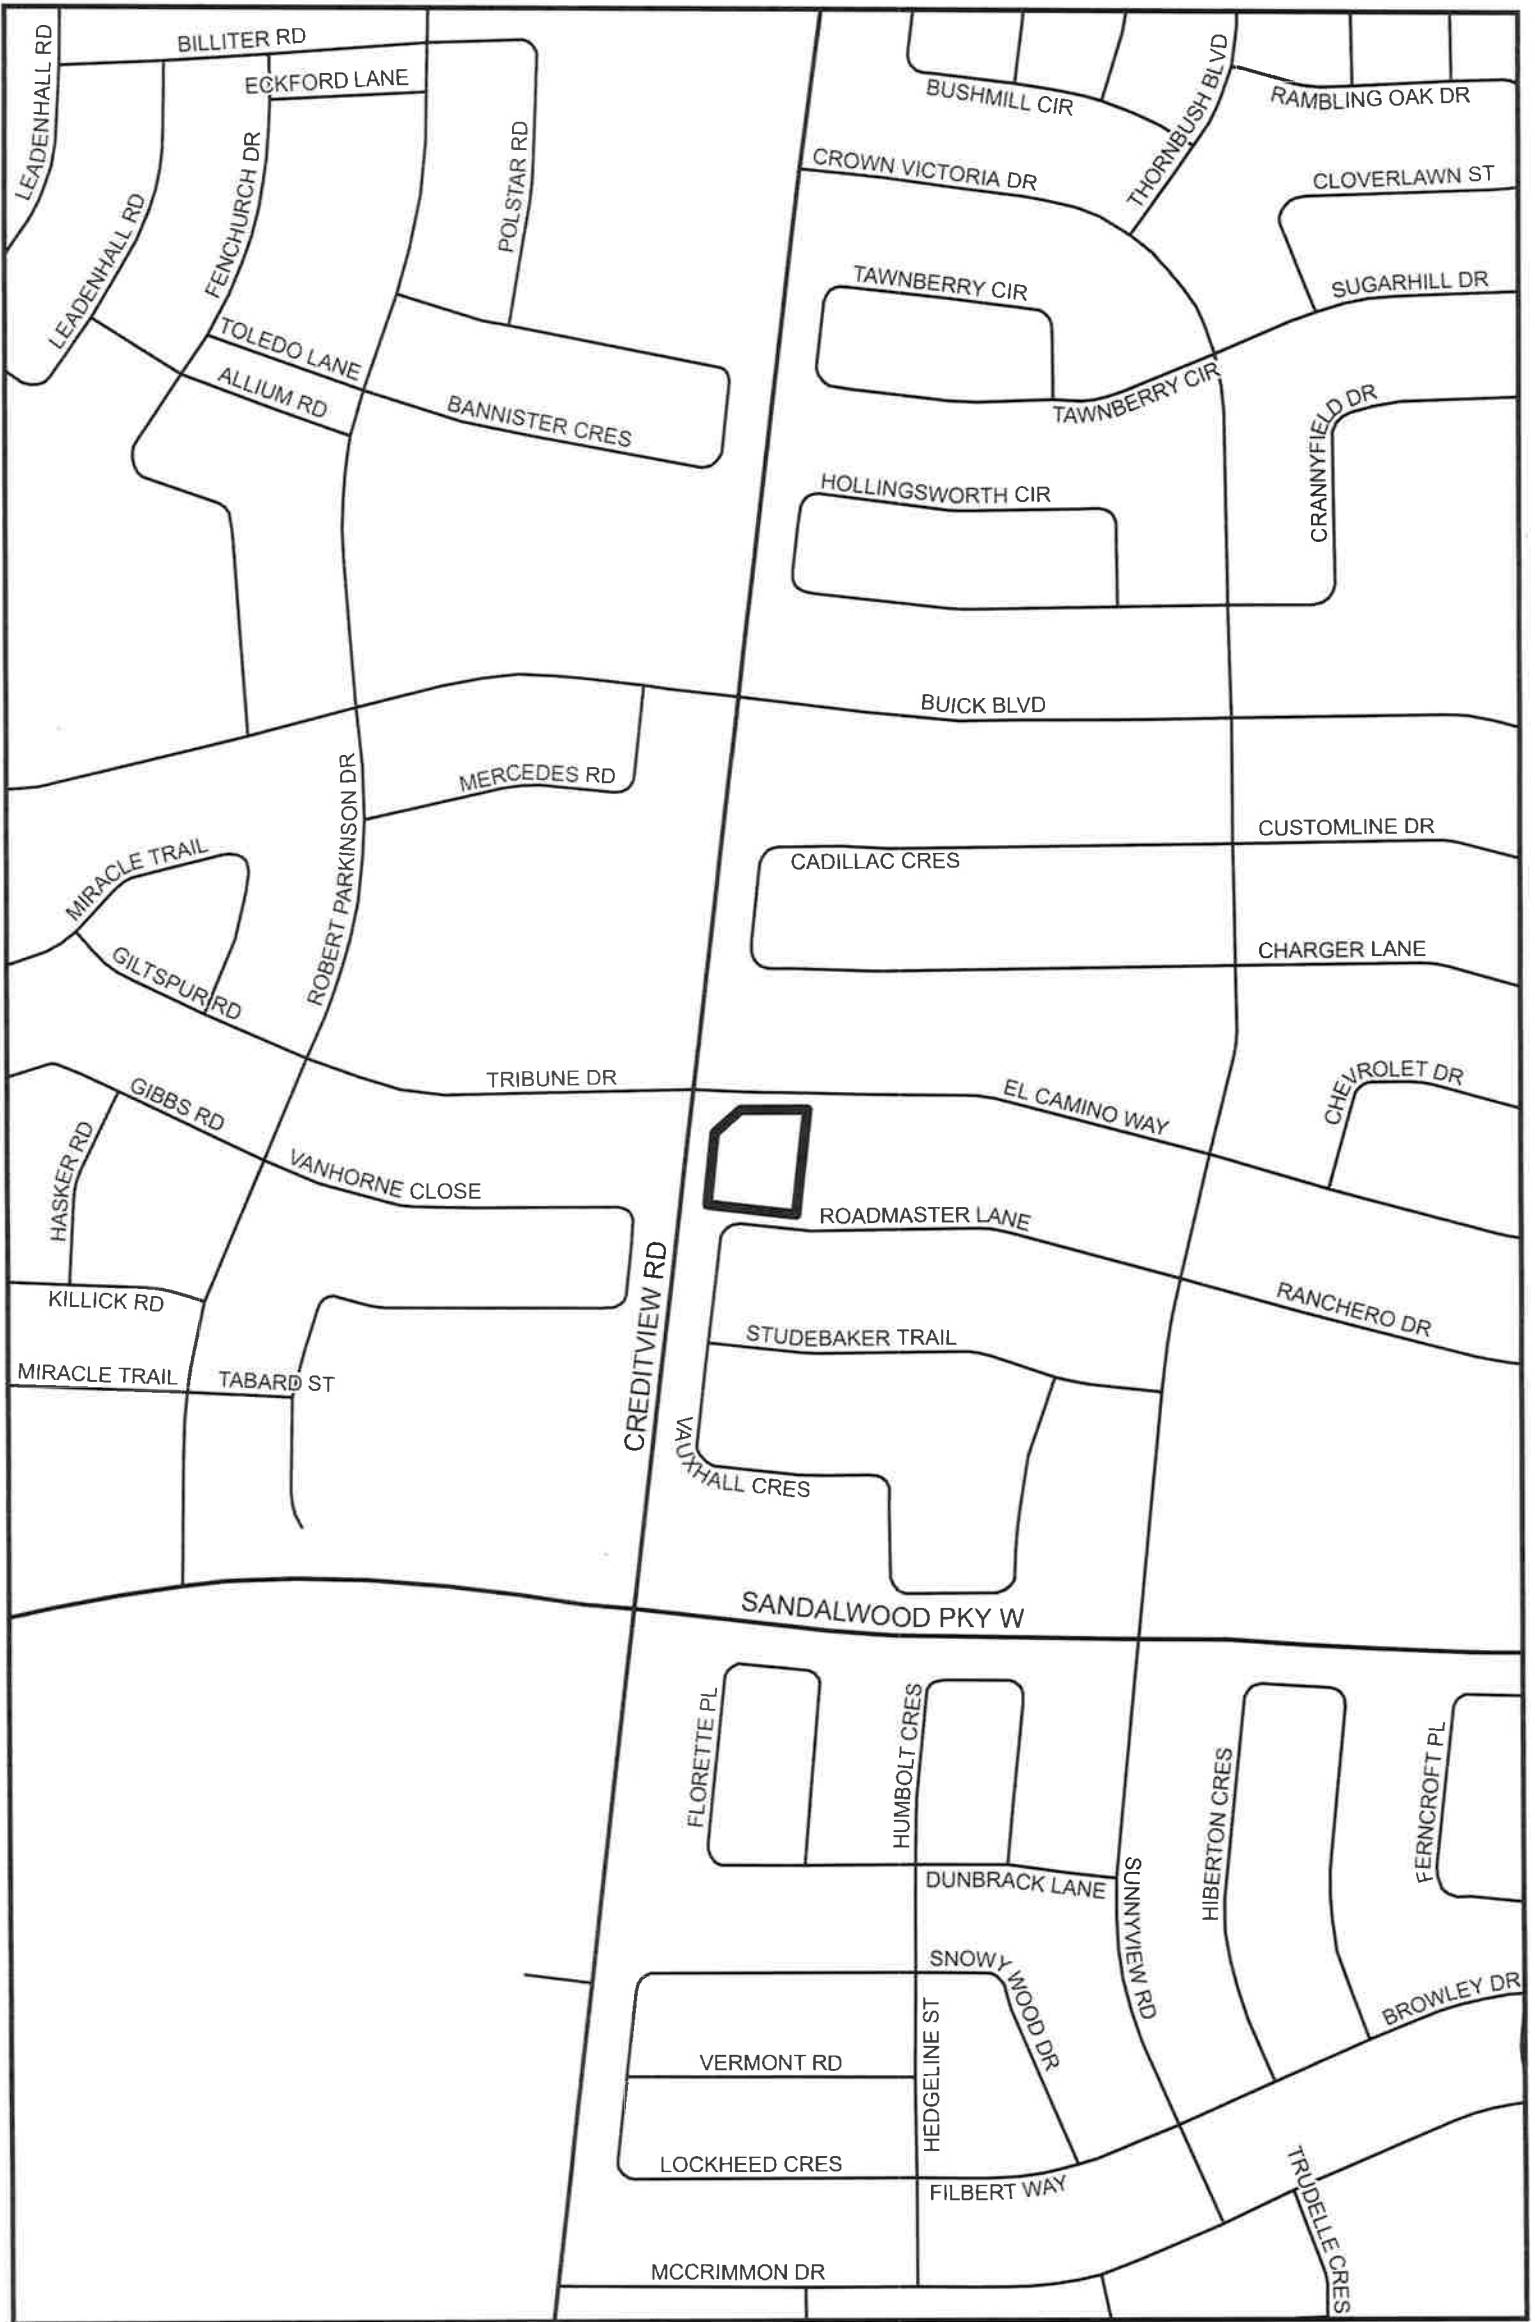 LEADENHALL RD
BILLITER RD
ECKFORD LANE
BUSHMILL CIR
THORNBUSH BLVD
RAMBLING OAK DR
LEADENHALL RD
FENCHURCH DR
POLSTAR RD
CROWN VICTORIA DR
CLOVERLAWN ST
TAWNBERRY CIR
SUGARHILL DR
TOLEDO LANE
ALLIUM RD
BANNISTER CRES
TAWNBERRY CIR
CRANNYFIELD DR
HOLLINGSWORTH CIR
BUICK BLVD
MERCEDES RD
ROBERT PARKINSON DR
CUSTOMLINE DR
CADILLAC CRES
MIRACLE TRAIL
GILTSPUR RD
CHARGER LANE
TRIBUNE DR
EL CAMINO WAY
CHEVROLET DR
GIBBS RD
HASKER RD
VANHORNE CLOSE
ROADMASTER LANE
KILLICK RD
CREDITVIEW RD
RANCHERO DR
STUDEBAKER TRAIL
MIRACLE TRAIL
TABARD ST
VAUXHALL CRES
SANDALWOOD PKY W
FLORETTE PL
HUMBOLT CRES
HIBERTON CRES
FERNCROFT PL
DUNBRACK LANE
SUNNYVIEW RD
SNOWY WOOD DR
BROWLEY DR
VERMONT RD
HEDGELINE ST
LOCKHEED CRES
FILBERT WAY
TRUDELLE CRES
MCCRIMMON DR